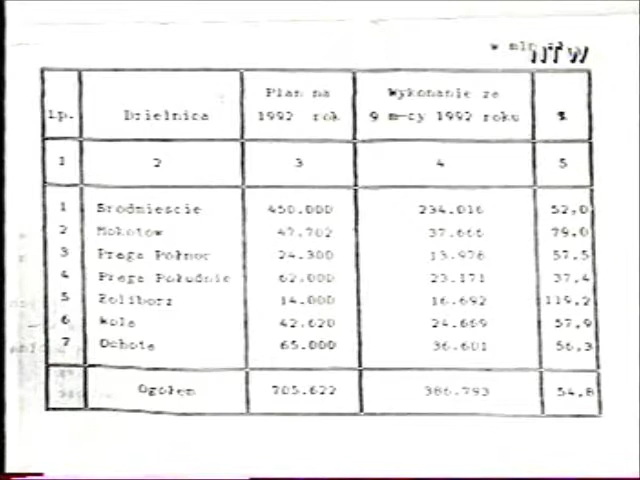 w mln zł
NTW
Lp. Dzielnica Plan na 1992 rok Wykonanie za 9 m-cy 1992 roku %
1 2 3 4 5
1 Srodmiescie 450.000 234.016 52,0
2 Mokotow 47.702 37.666 79,0
3 Praga Połnoc 24.300 13.976 57,5
4 Praga Południe 62.000 23.171 37,4
5 Zoliborz 14.000 16.692 119,2
6 Wola 42.620 24.669 57,9
7 Ochota 65.000 36.601 56,3
Ogołem 705.622 386.793 54,8